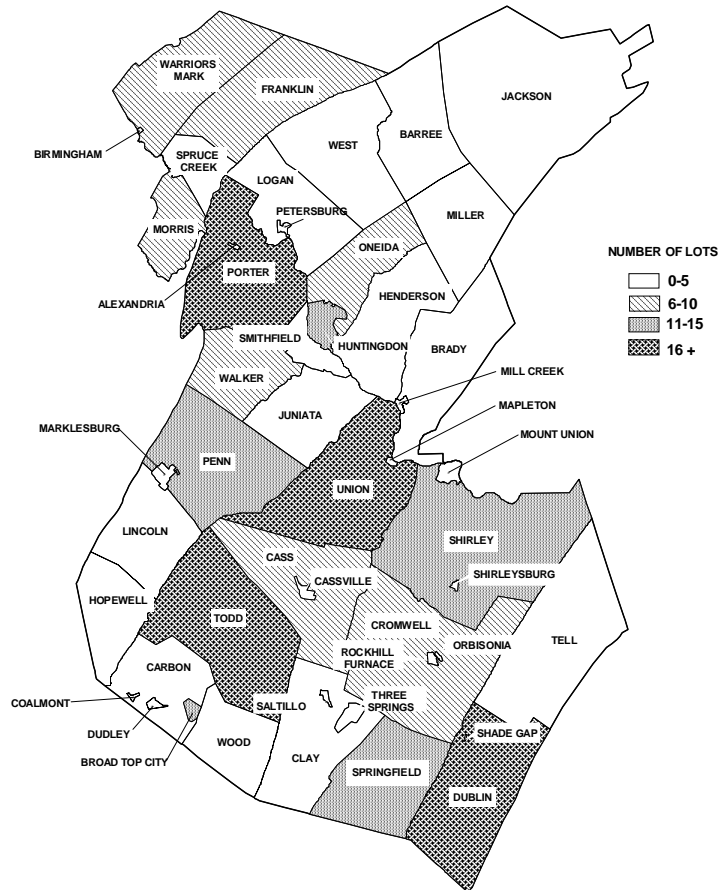 WARRIORS
MARK
FRANKLIN
JACKSON
BARREE
WEST
BIRMINGHAM
SPRUCE
CREEK
LOGAN
PETERSBURG
MILLER
MORRIS
ONEIDA
PORTER
ALEXANDRIA
HENDERSON
NUMBER OF LOTS
0-5
6-10
11-15
16 +
SMITHFIELD
HUNTINGDON
BRADY
WALKER
MILL CREEK
JUNIATA
MAPLETON
MARKLESBURG
MOUNT UNION
PENN
UNION
LINCOLN
SHIRLEY
CASS
CASSVILLE
SHIRLEYSBURG
HOPEWELL
TODD
CROMWELL
ORBISONIA
TELL
ROCKHILL
FURNACE
CARBON
COALMONT
SALTILLO
THREE
SPRINGS
DUDLEY
SHADE GAP
WOOD
BROAD TOP CITY
CLAY
SPRINGFIELD
DUBLIN